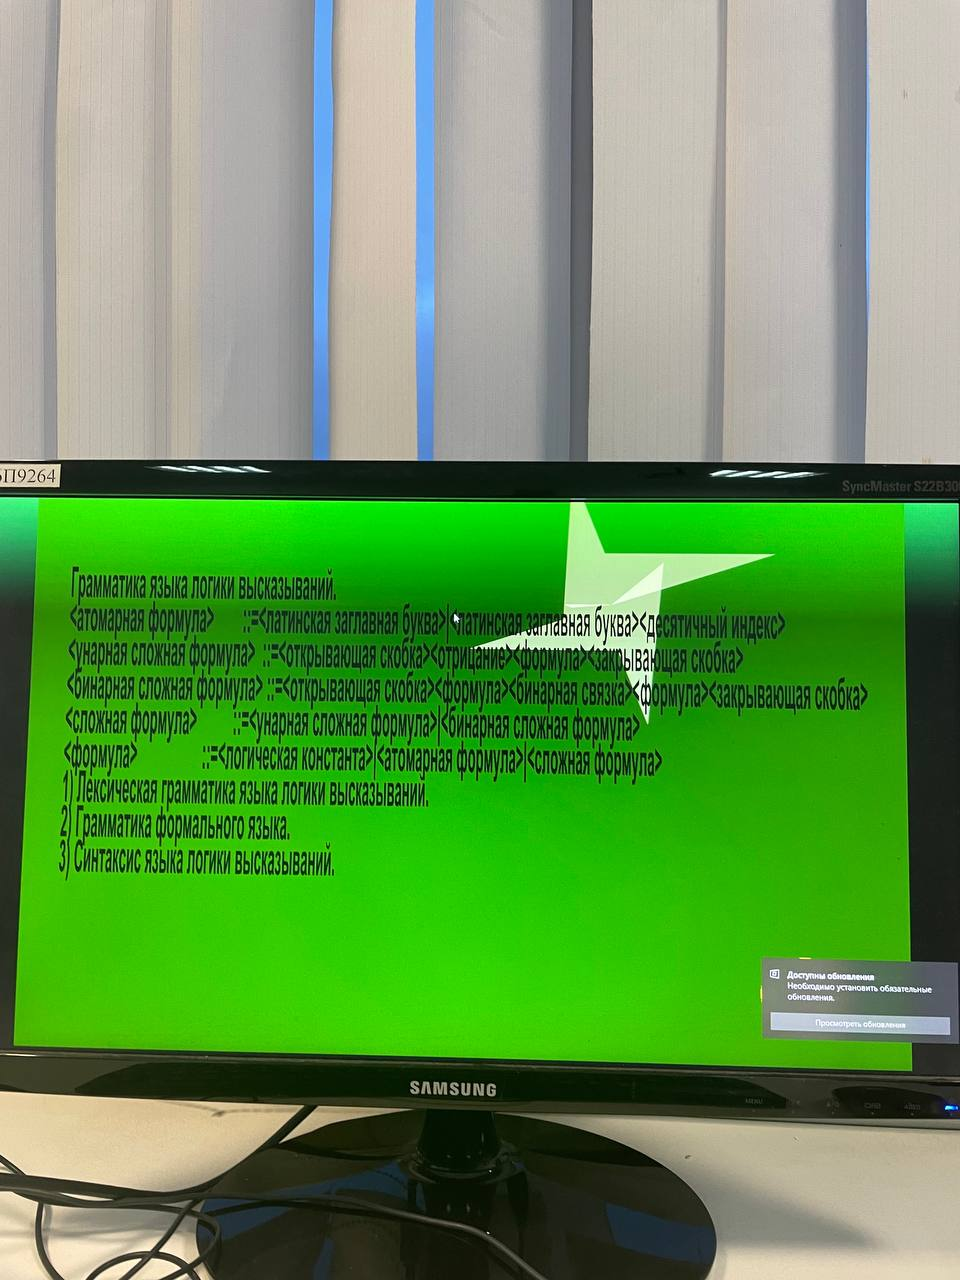 6П9264
SyncMaster S22B30
Грамматика языка логики высказываний.
<атомарная формула> ::=<латинская заглавная буква>|<латинская заглавная буква><десятичный индекс>
<унарная сложная формула> ::=<открывающая скобка><отрицание><формула><закрывающая скобка>
<бинарная сложная формула> ::=<открывающая скобка><формула><бинарная связка><формула><закрывающая скобка>
<сложная формула> ::=<унарная сложная формула>|<бинарная сложная формула>
<формула> ::=<логическая константа>|<атомарная формула>|<сложная формула>
1) Лексическая грамматика языка логики высказываний.
2) Грамматика формального языка.
3) Синтаксис языка логики высказываний.
Доступны обновления
Необходимо установить обязательные
обновления.
Просмотреть обновления
SAMSUNG
MENU